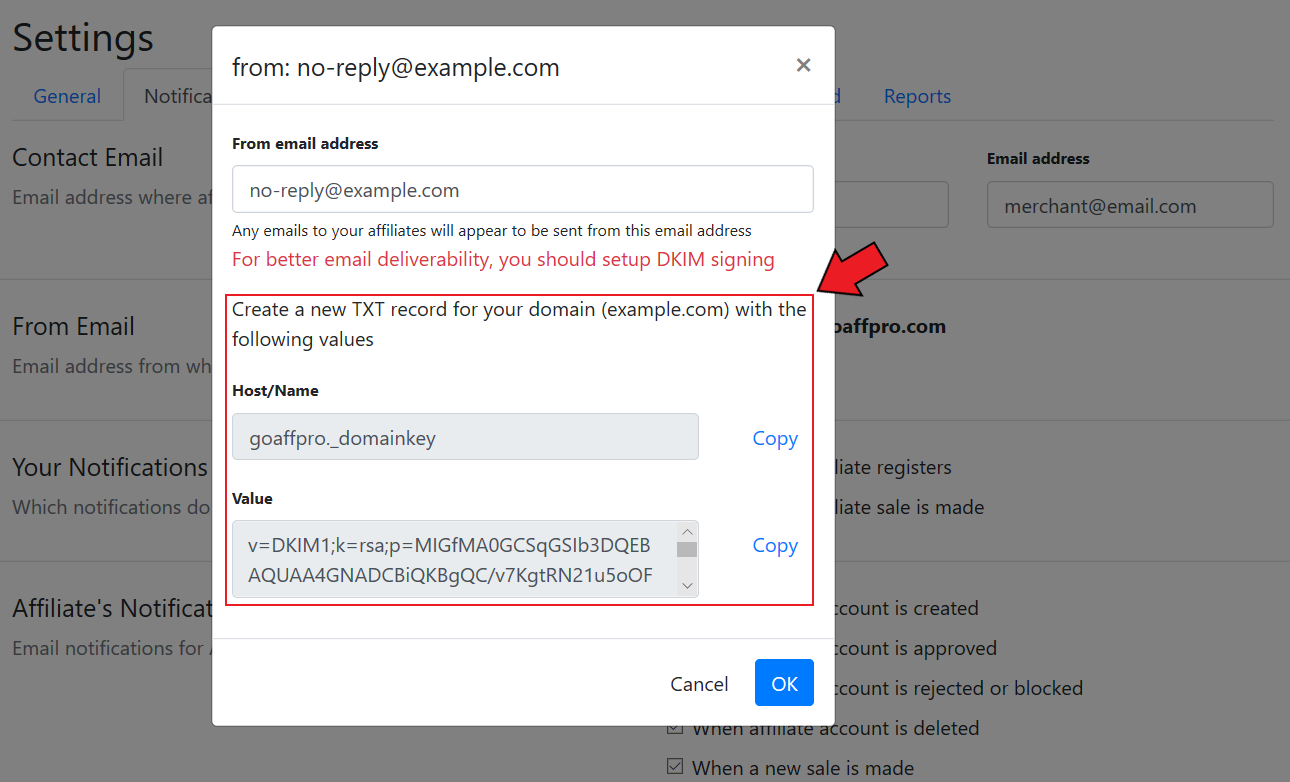 Settings
General
Notifica
d
Reports
Contact Email
Email address where af
Email address
merchant@email.com
From Email
Email address from wh
oaffpro.com
Your Notifications
Which notifications do
liate registers
liate sale is made
Affiliate's Notificat
Email notifications for A
ccount is created
ccount is approved
ccount is rejected or blocked
When affiliate account is deleted
When a new sale is made
from: no-reply@example.com
×
From email address
no-reply@example.com
Any emails to your affiliates will appear to be sent from this email address
For better email deliverability, you should setup DKIM signing
Create a new TXT record for your domain (example.com) with the
following values
Host/Name
goaffpro._domainkey
Copy
Value
v=DKIM1;k=rsa;p=MIGfMA0GCSqGSIb3DQEB
AQUAA4GNADCBiQKBgQC/v7KgtRN21u5oOF
Copy
Cancel
OK